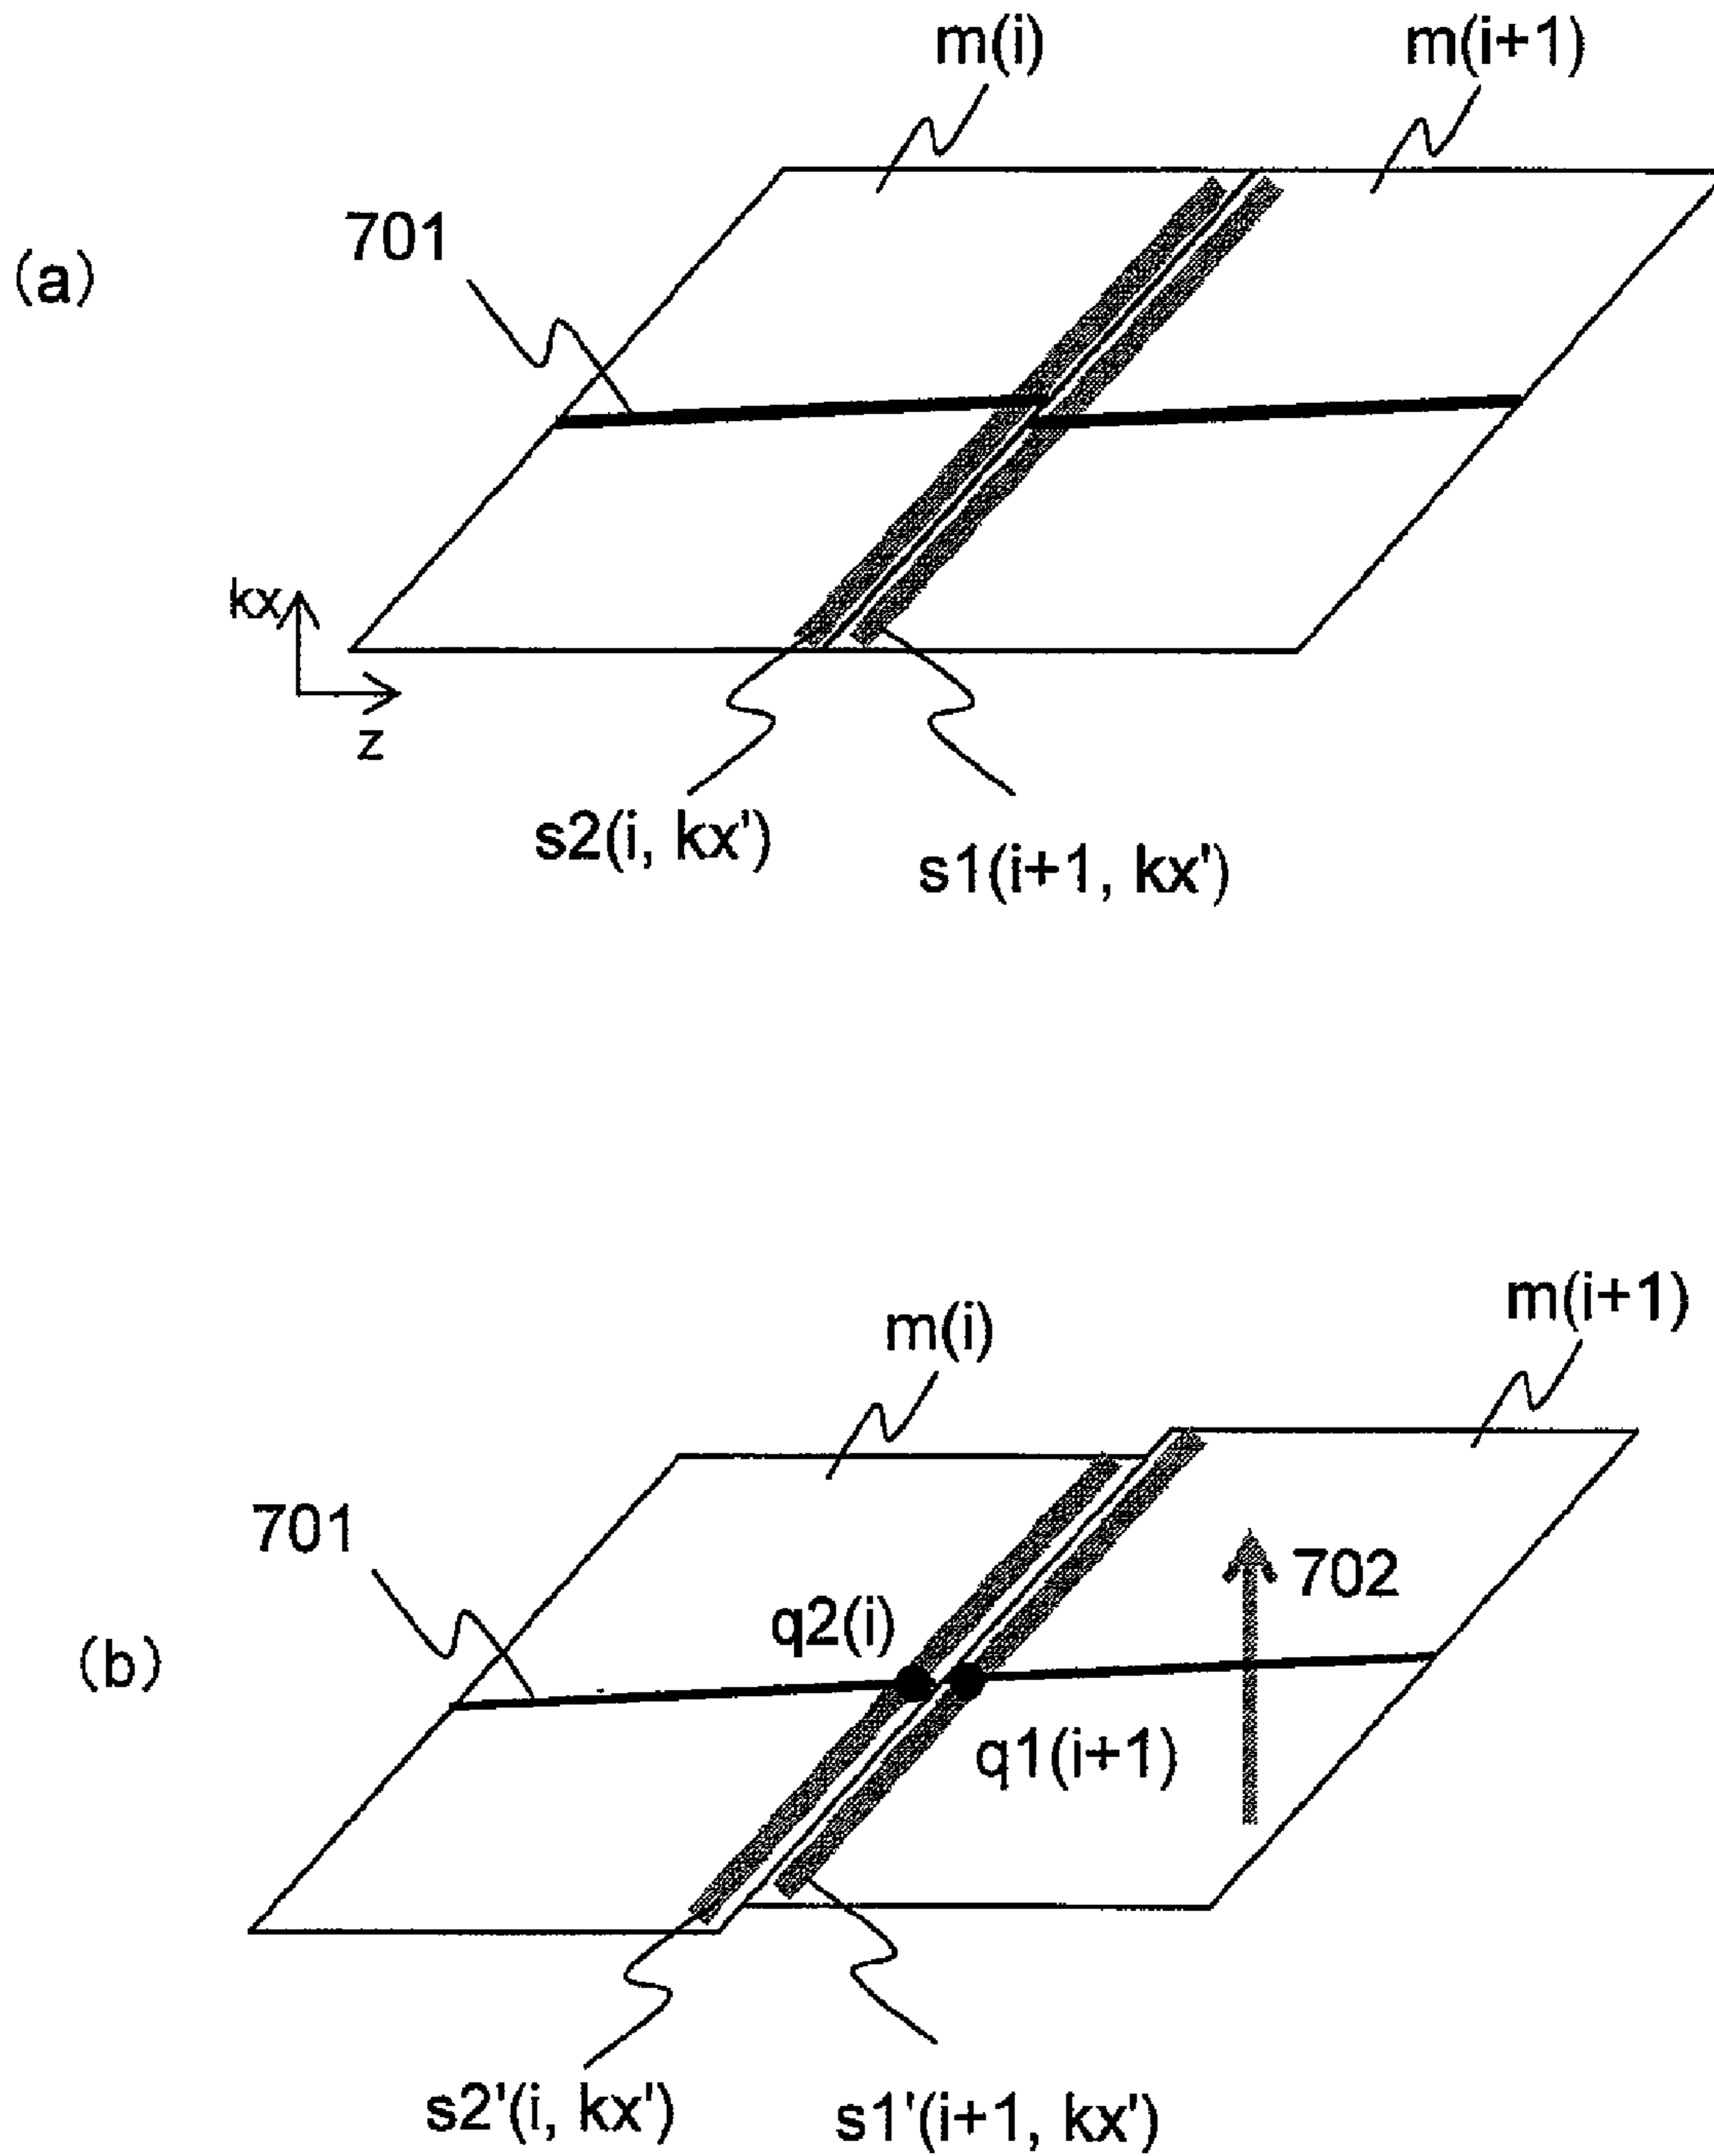 m(i)
m(i+1)
701
(a)
kx
z
s2(i, kx')
s1(i+1, kx')
m(i+1)
m(i)
701
702
q2(i)
(b)
q1(i+1)
s2'(i, kx')
s1'(i+1, kx')